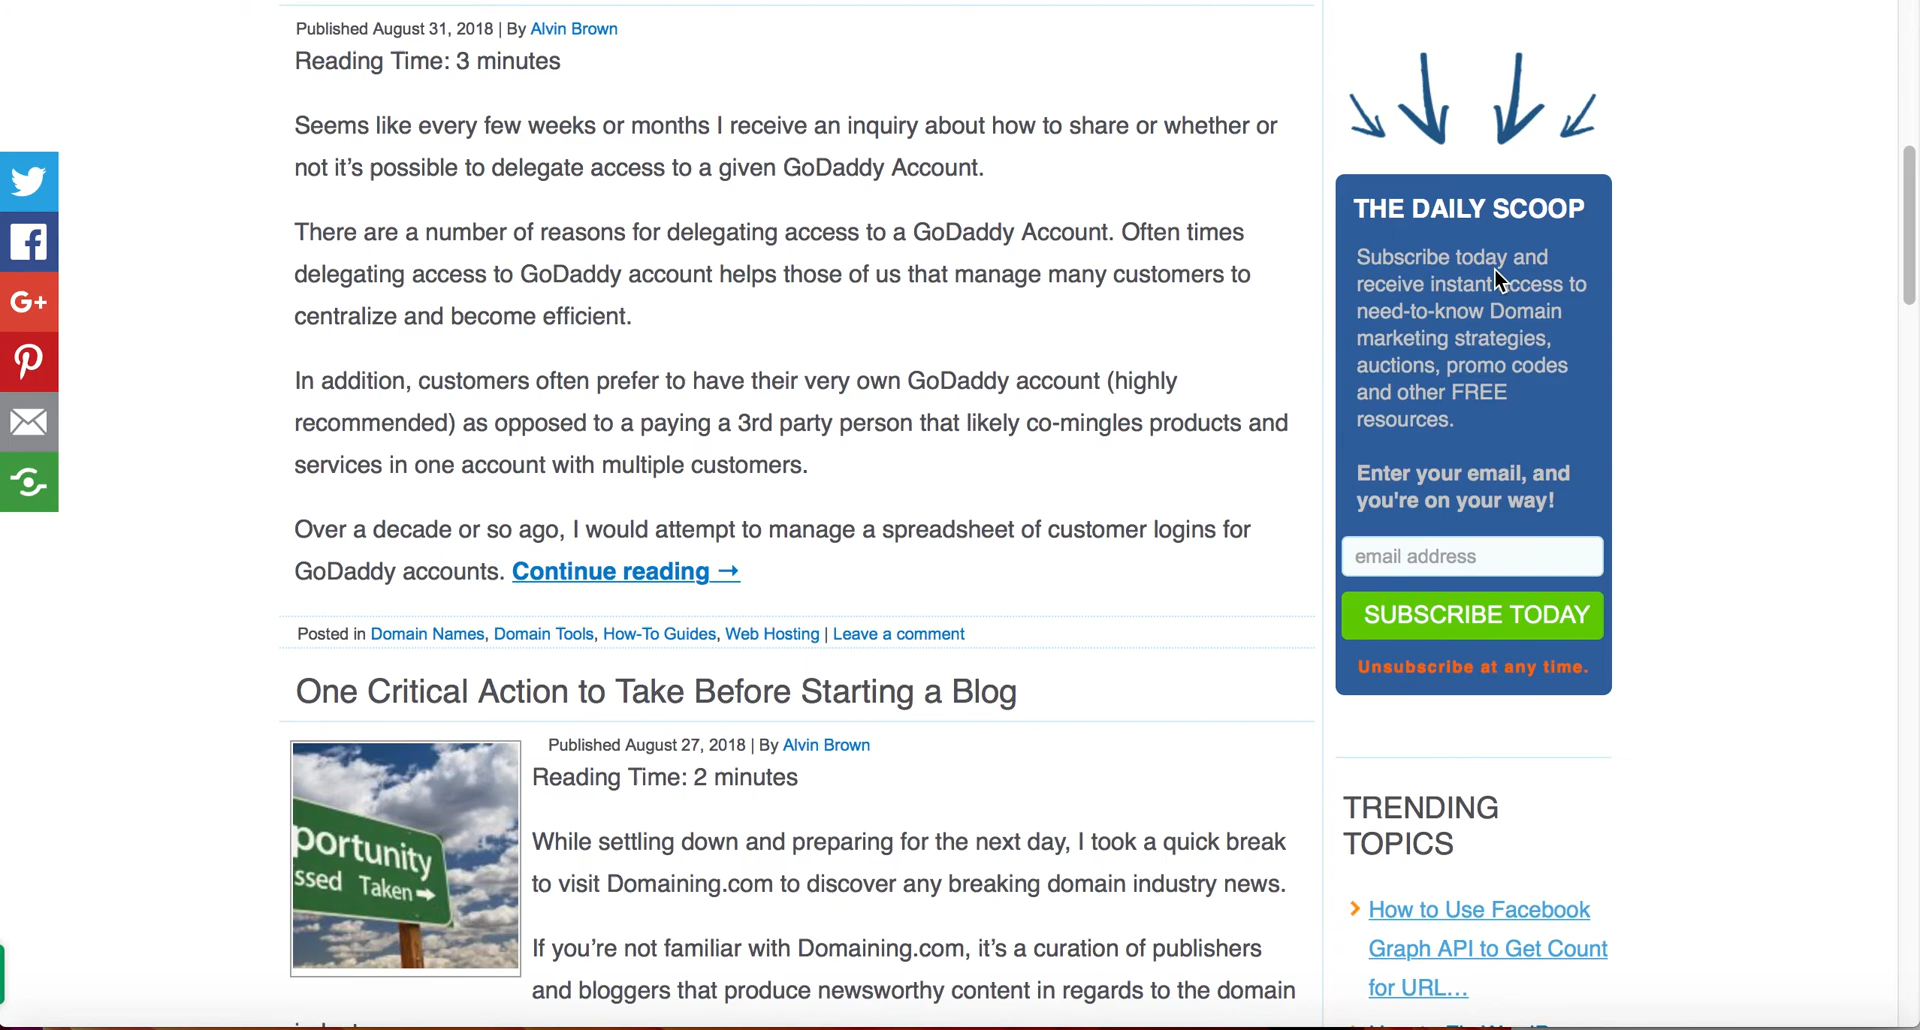 Published August 31, 2018 | By Alvin Brown
Reading Time: 3 minutes
Seems like every few weeks or months I receive an inquiry about how to share or whether or
not it’s possible to delegate access to a given GoDaddy Account.
There are a number of reasons for delegating access to a GoDaddy Account. Often times
delegating access to GoDaddy account helps those of us that manage many customers to
centralize and become efficient.
In addition, customers often prefer to have their very own GoDaddy account (highly
recommended) as opposed to a paying a 3rd party person that likely co-mingles products and
services in one account with multiple customers.
Over a decade or so ago, I would attempt to manage a spreadsheet of customer logins for
GoDaddy accounts. Continue reading →
Posted in Domain Names, Domain Tools, How-To Guides, Web Hosting | Leave a comment
One Critical Action to Take Before Starting a Blog
portunity
ssed Taken
Published August 27, 2018 | By Alvin Brown
Reading Time: 2 minutes
While settling down and preparing for the next day, I took a quick break
to visit Domaining.com to discover any breaking domain industry news.
If you’re not familiar with Domaining.com, it’s a curation of publishers
and bloggers that produce newsworthy content in regards to the domain
G+
THE DAILY SCOOP
Subscribe today and
receive instant access to
need-to-know Domain
marketing strategies,
auctions, promo codes
and other FREE
resources.
Enter your email, and
you're on your way!
email address
SUBSCRIBE TODAY
Unsubscribe at any time.
TRENDING
TOPICS
How to Use Facebook
Graph API to Get Count
for URL…